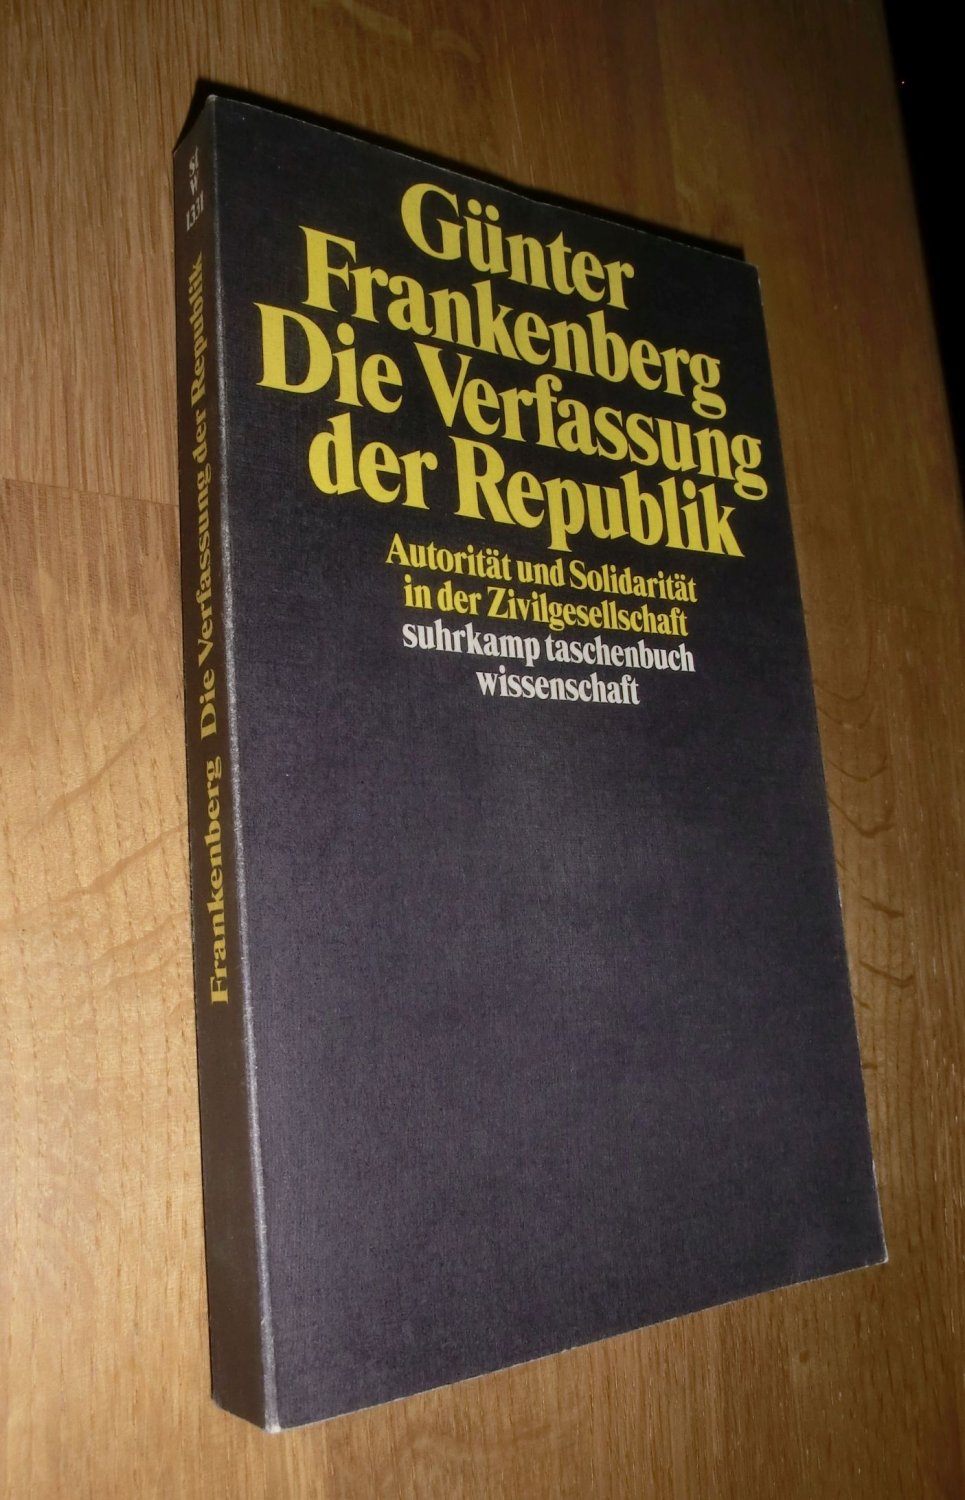 Günter
Frankenberg
Die Verfassung
der Republik
Autorität und Solidarität
in der Zivilgesellschaft
suhrkamp taschenbuch
wissenschaft
Frankenberg Die Verfassung der Republik
1331